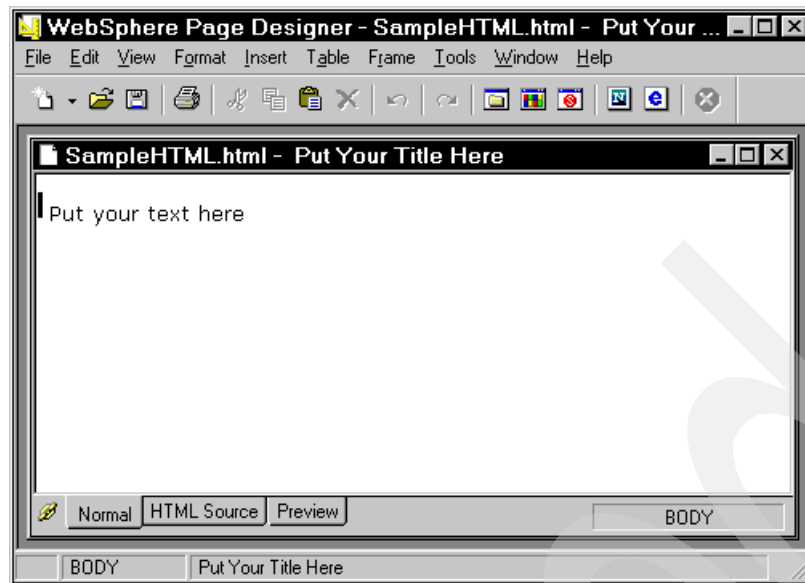 WebSphere Page Designer - SampleHTML.html - Put Your ...
File Edit View Format Insert Table Frame Tools Window Help
SampleHTML.html - Put Your Title Here
Put your text here
Normal HTML Source Preview BODY
BODY Put Your Title Here